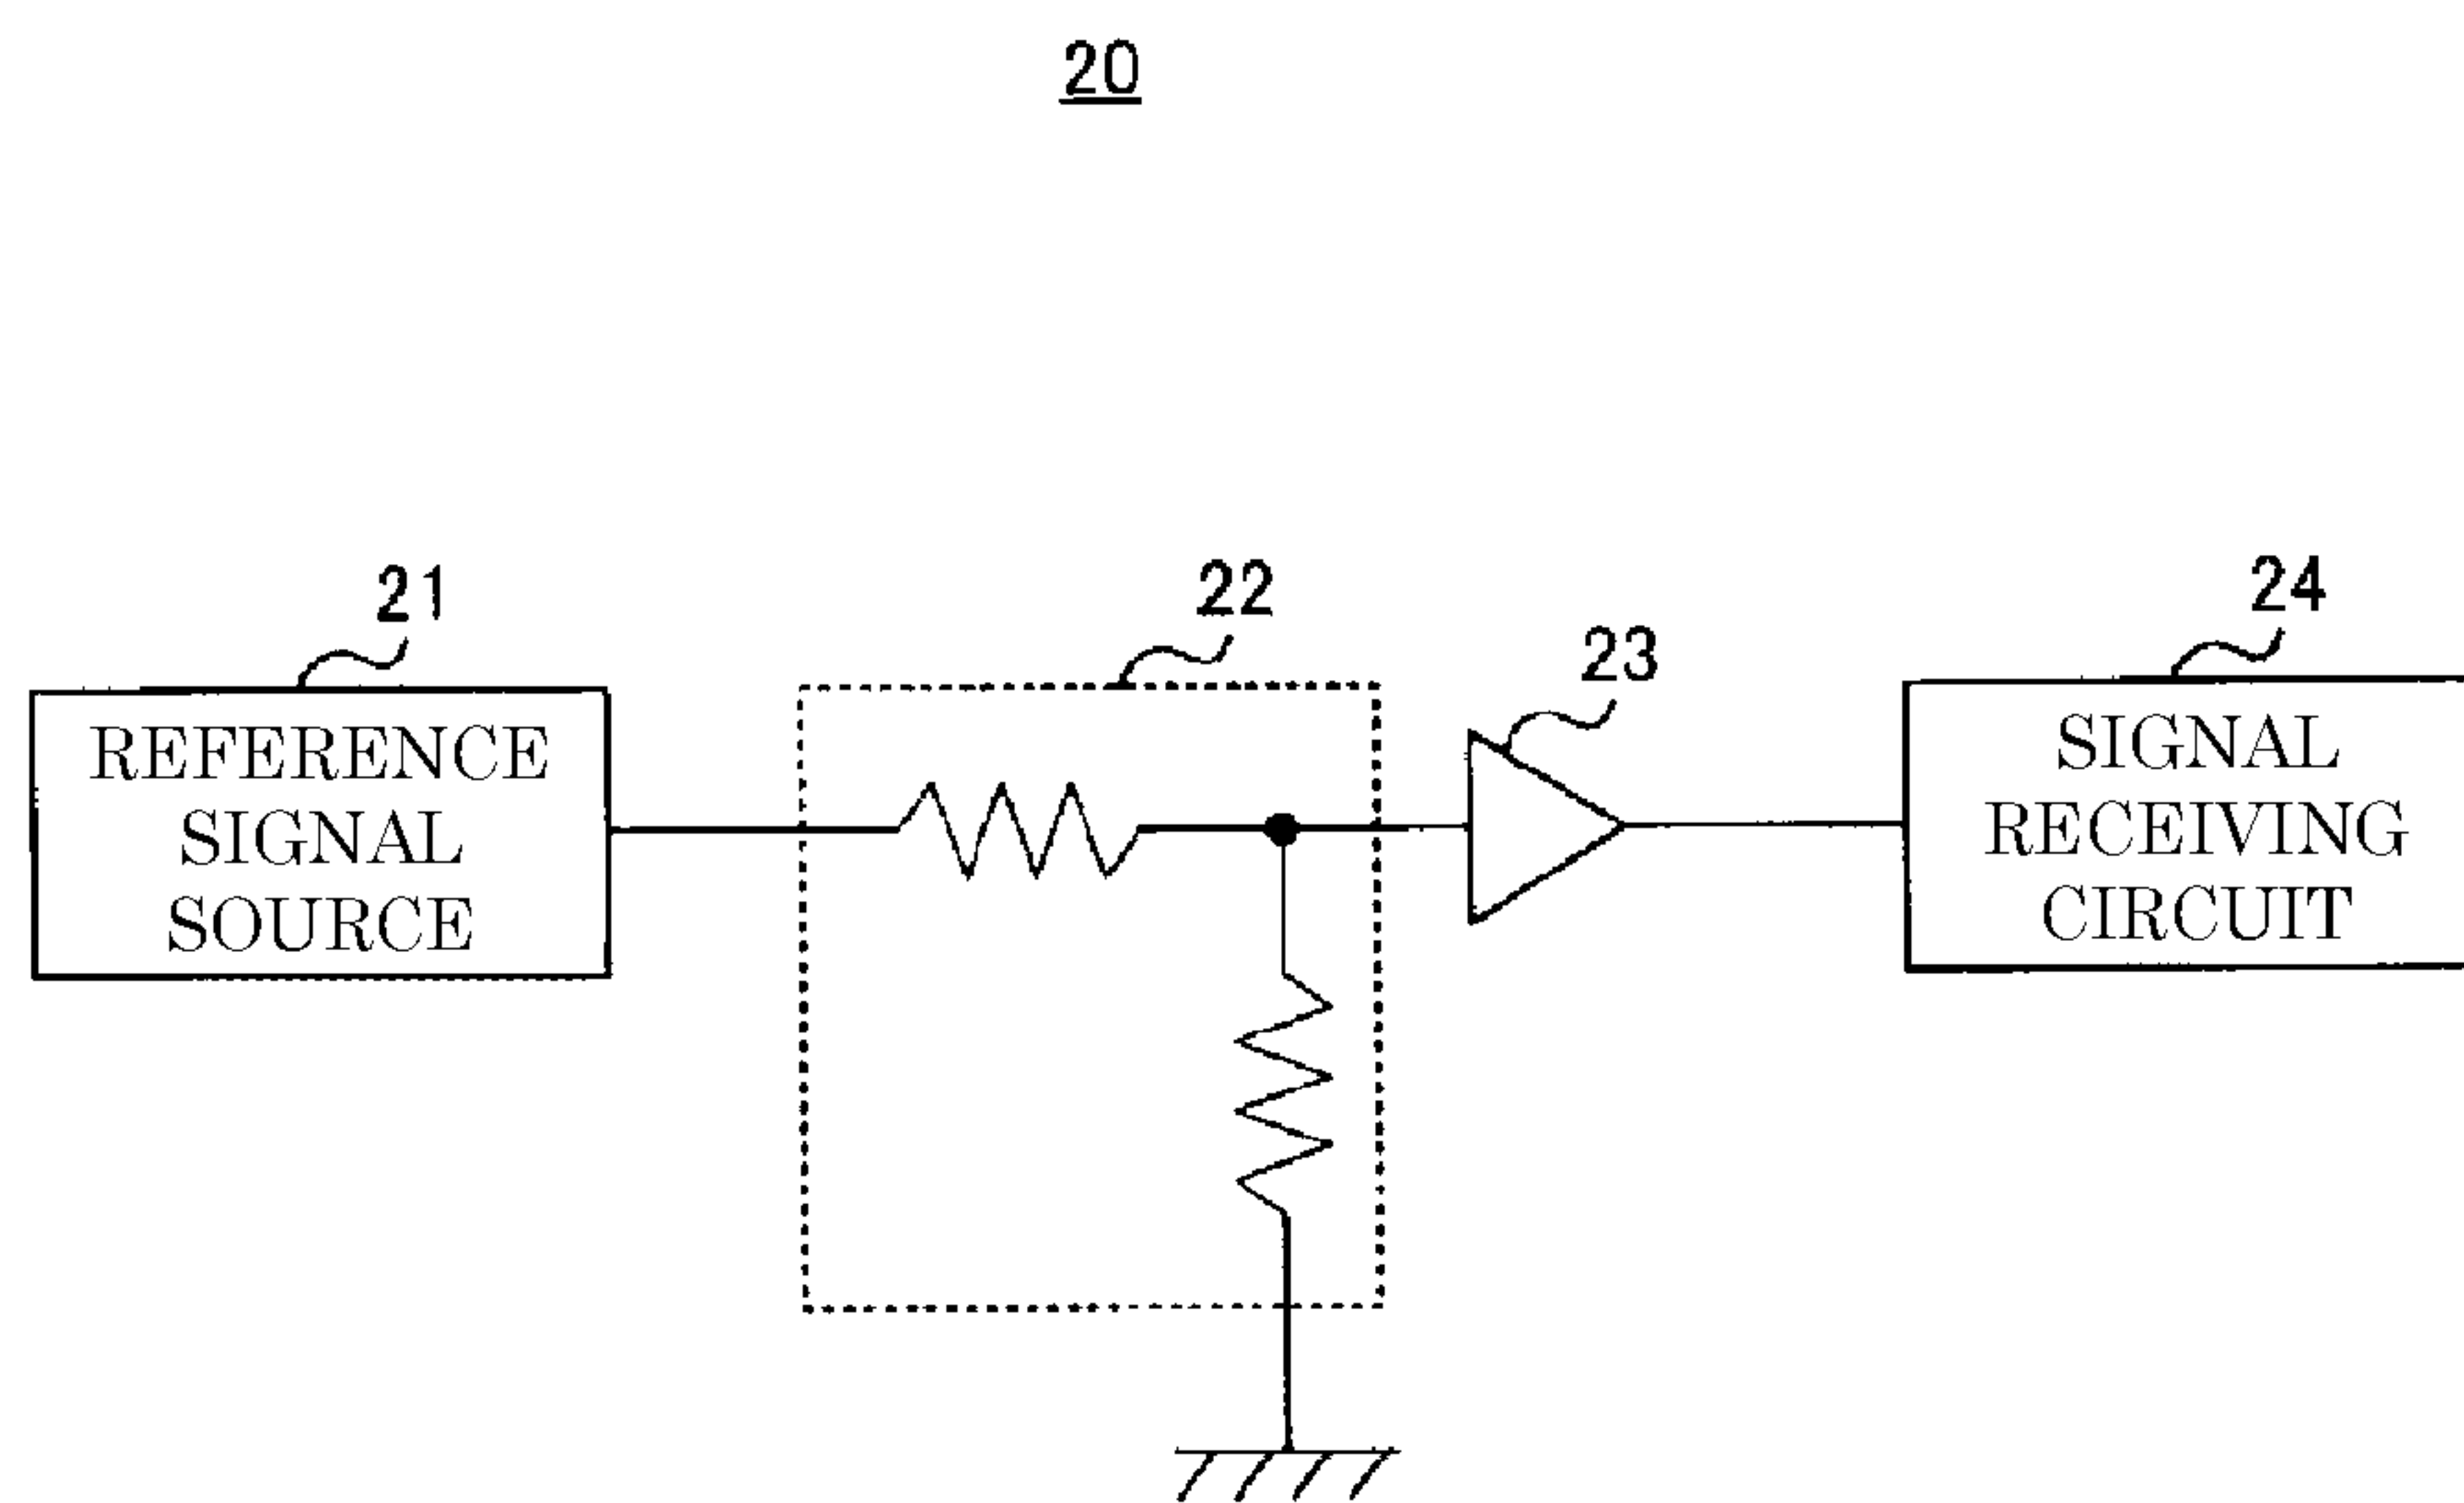 20
21
22
23
24
REFERENCE
SIGNAL
SOURCE
SIGNAL
RECEIVING
CIRCUIT